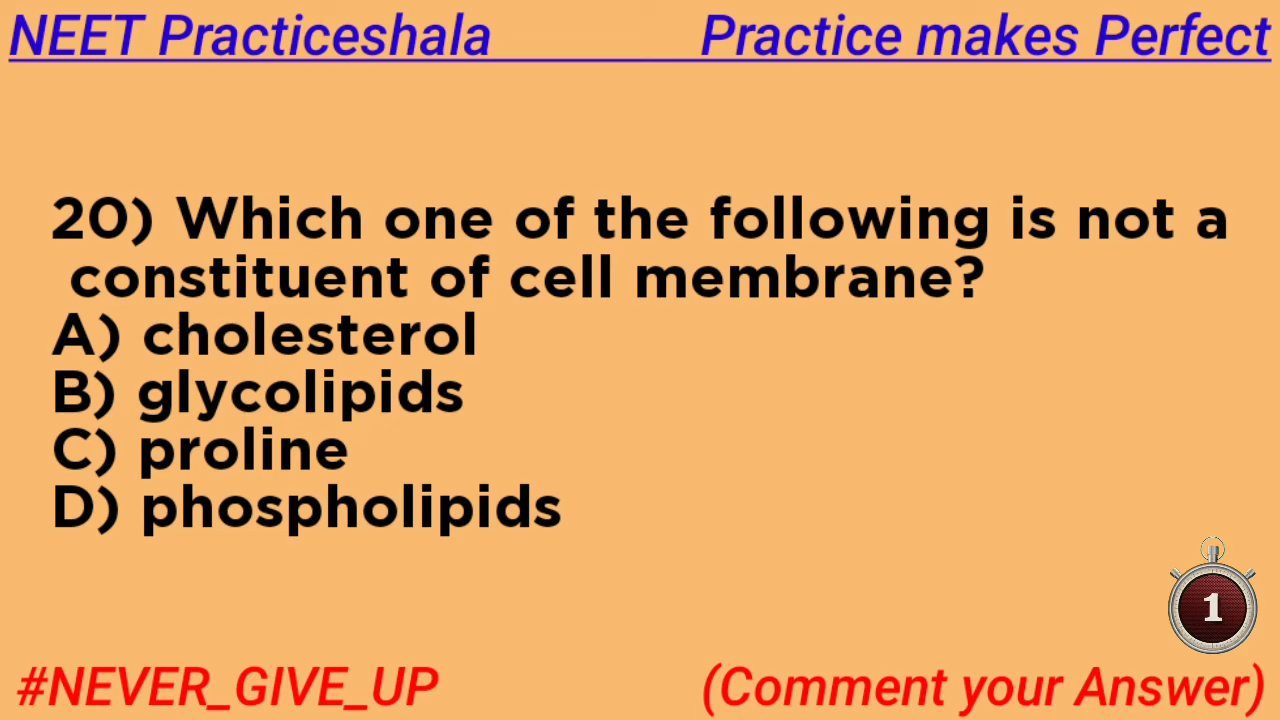 NEET Practiceshala Practice makes Perfect
20) Which one of the following is not a
constituent of cell membrane?
A) cholesterol
B) glycolipids
C) proline
D) phospholipids
1
#NEVER_GIVE_UP (Comment your Answer)